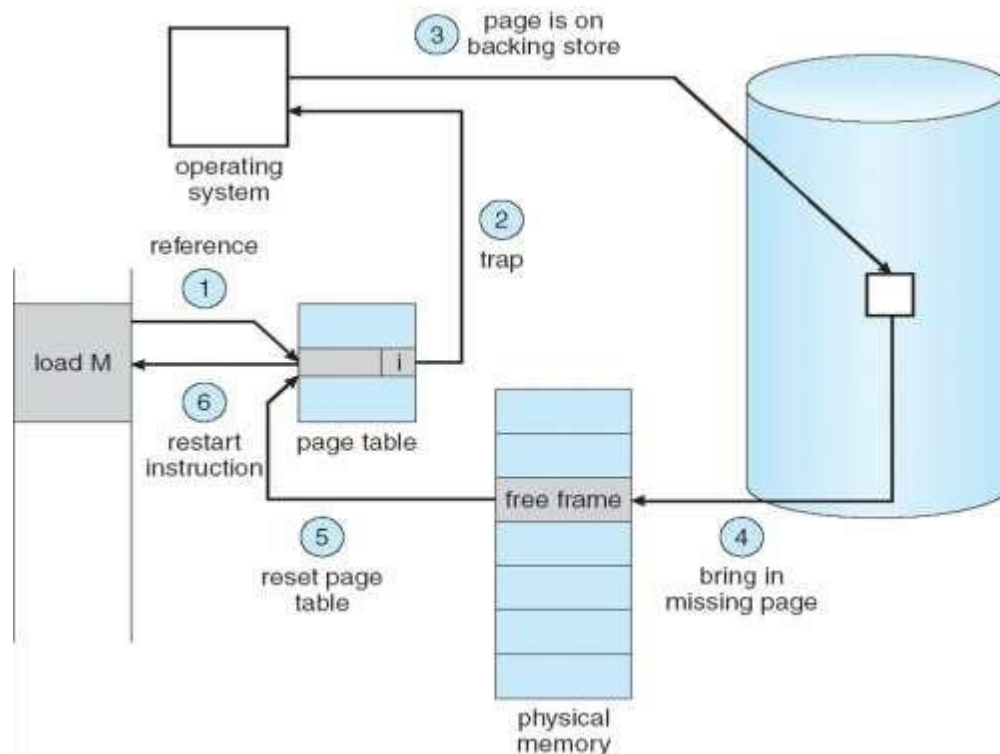 3
page is on
backing store
operating
system
2
trap
reference
1
load M
i
6
restart
instruction
page table
free frame
5
reset page
table
4
bring in
missing page
physical
memory